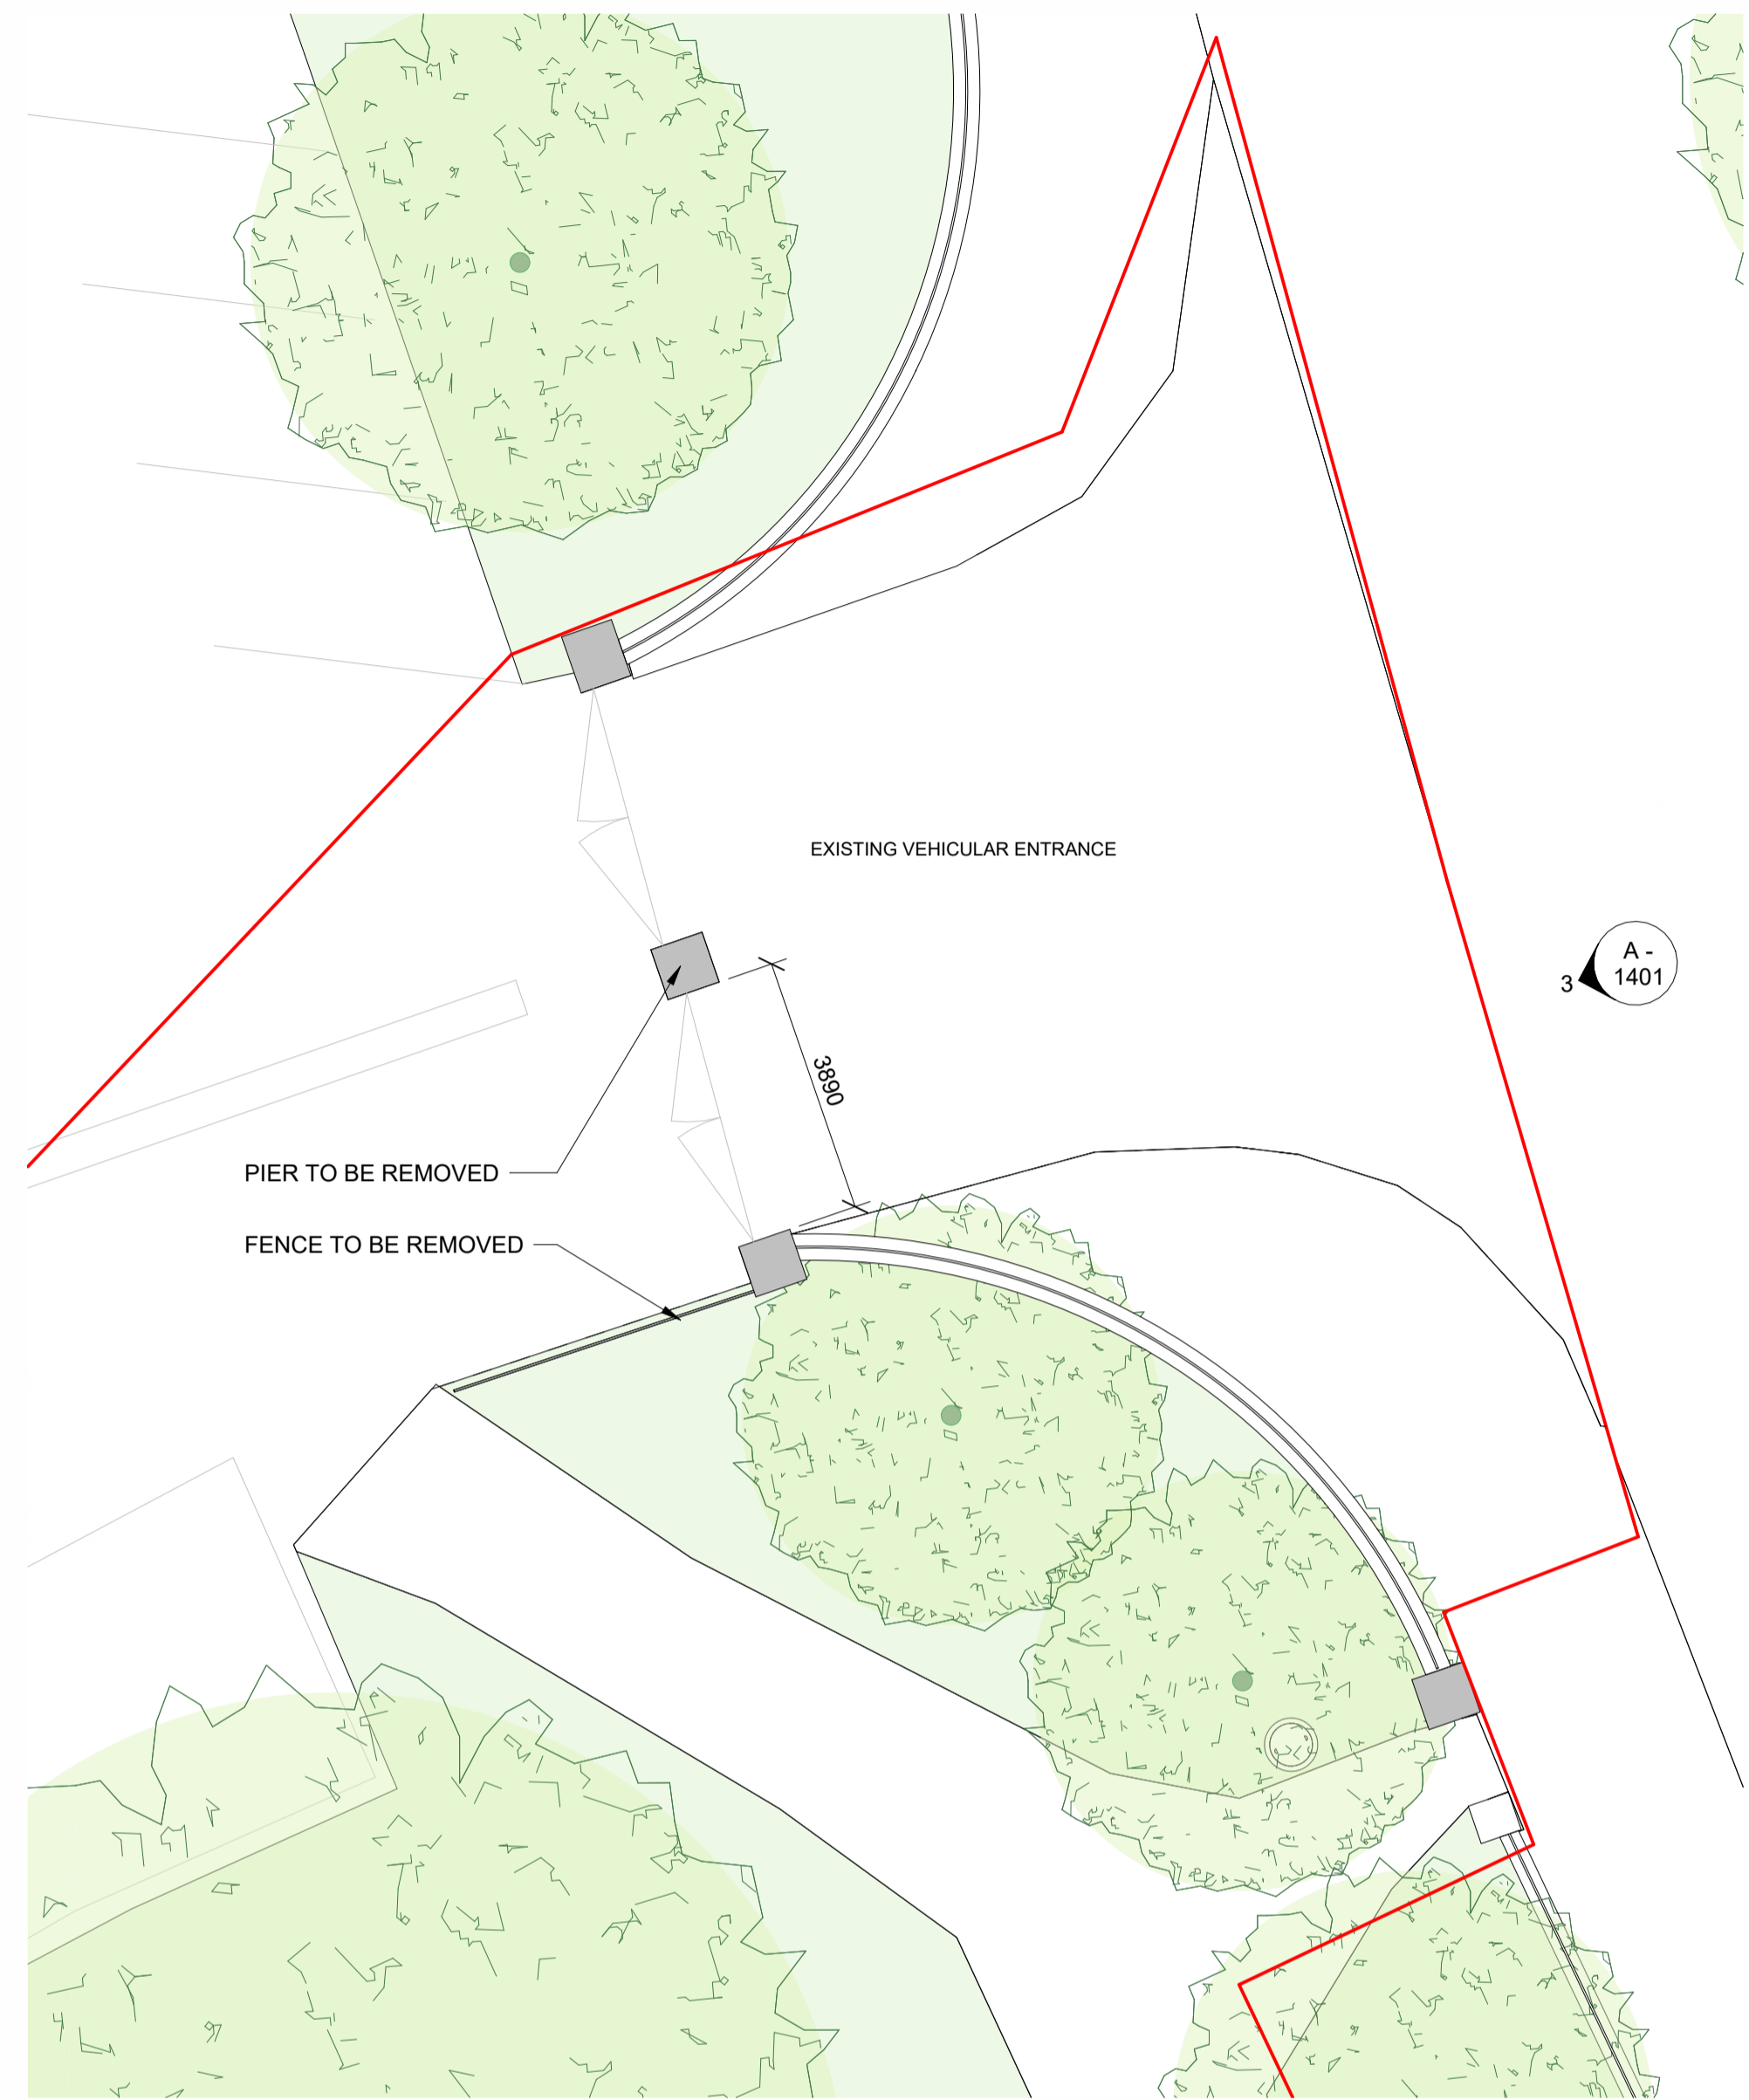 EXISTING VEHICULAR ENTRANCE
A -
1401
3
3890
PIER TO BE REMOVED
FENCE TO BE REMOVED